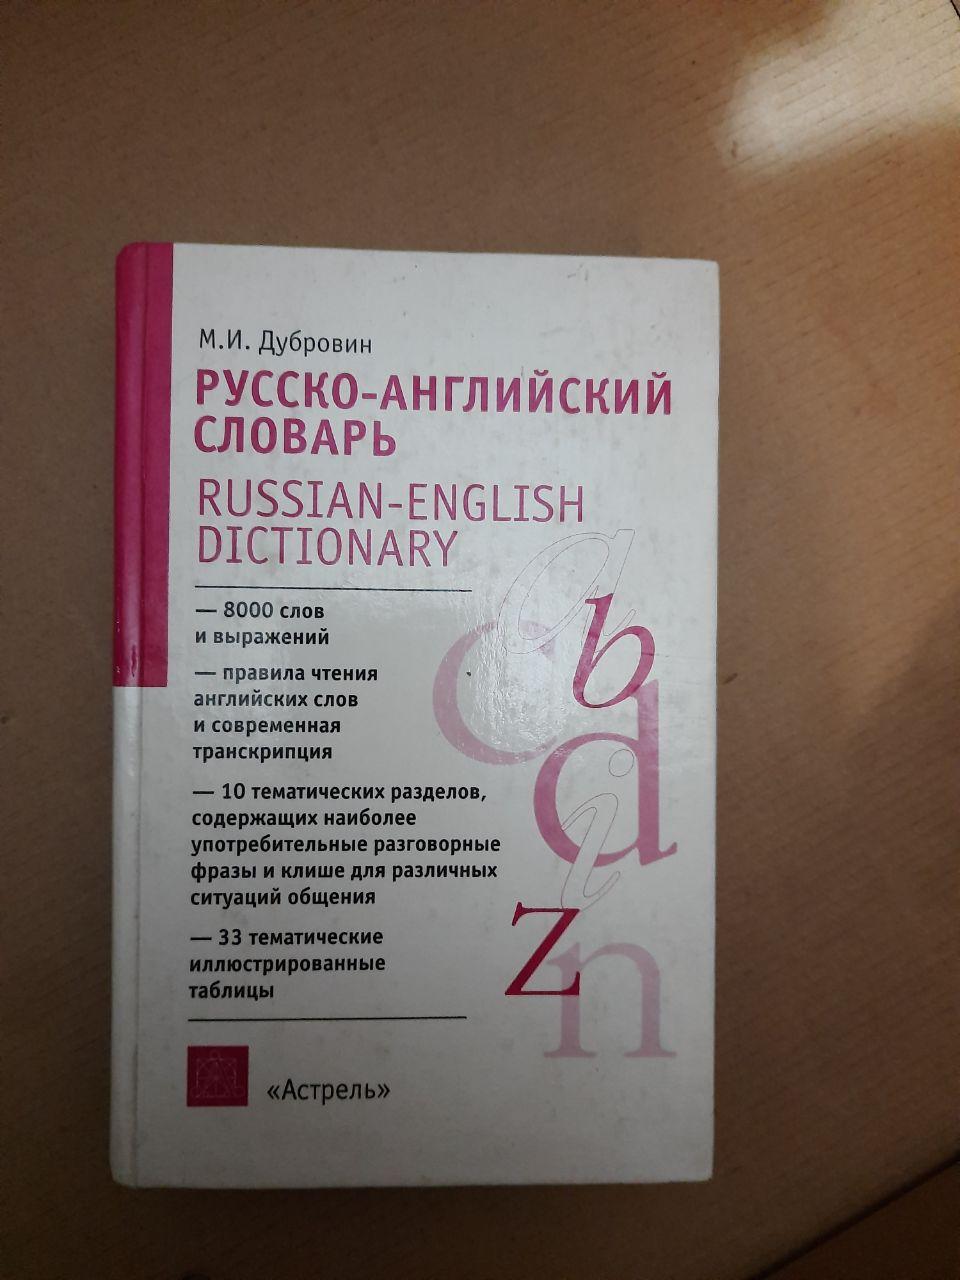 М.И. Дубровин
РУССКО-АНГЛИЙСКИЙ
СЛОВАРЬ
RUSSIAN-ENGLISH
DICTIONARY
— 8000 слов
и выражений
— правила чтения
английских слов
и современная
транскрипция
— 10 тематических разделов,
содержащих наиболее
употребительные разговорные
фразы и клише для различных
ситуаций общения
— 33 тематические
иллюстрированные
таблицы
a
b
c
d
i
z
n
«Астрель»